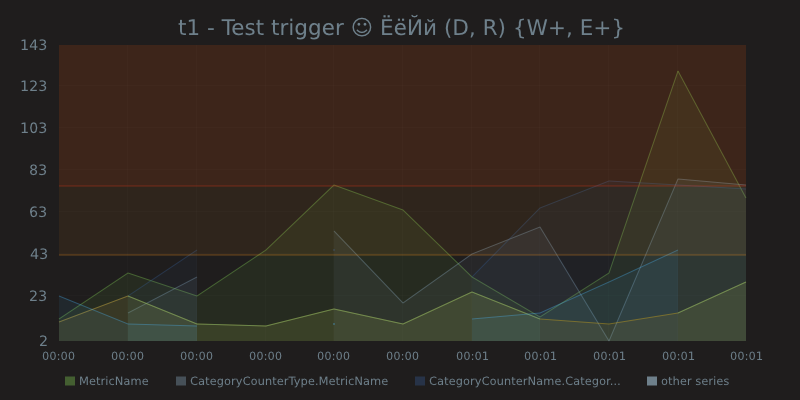 t1 - Test trigger ☺ ЁёЙй (D, R) {W+, E+}
143
123
103
83
63
43
23
2
00:00 00:00 00:00 00:00 00:00 00:00 00:01 00:01 00:01 00:01 00:01
MetricName CategoryCounterType.MetricName CategoryCounterName.Categor... other series